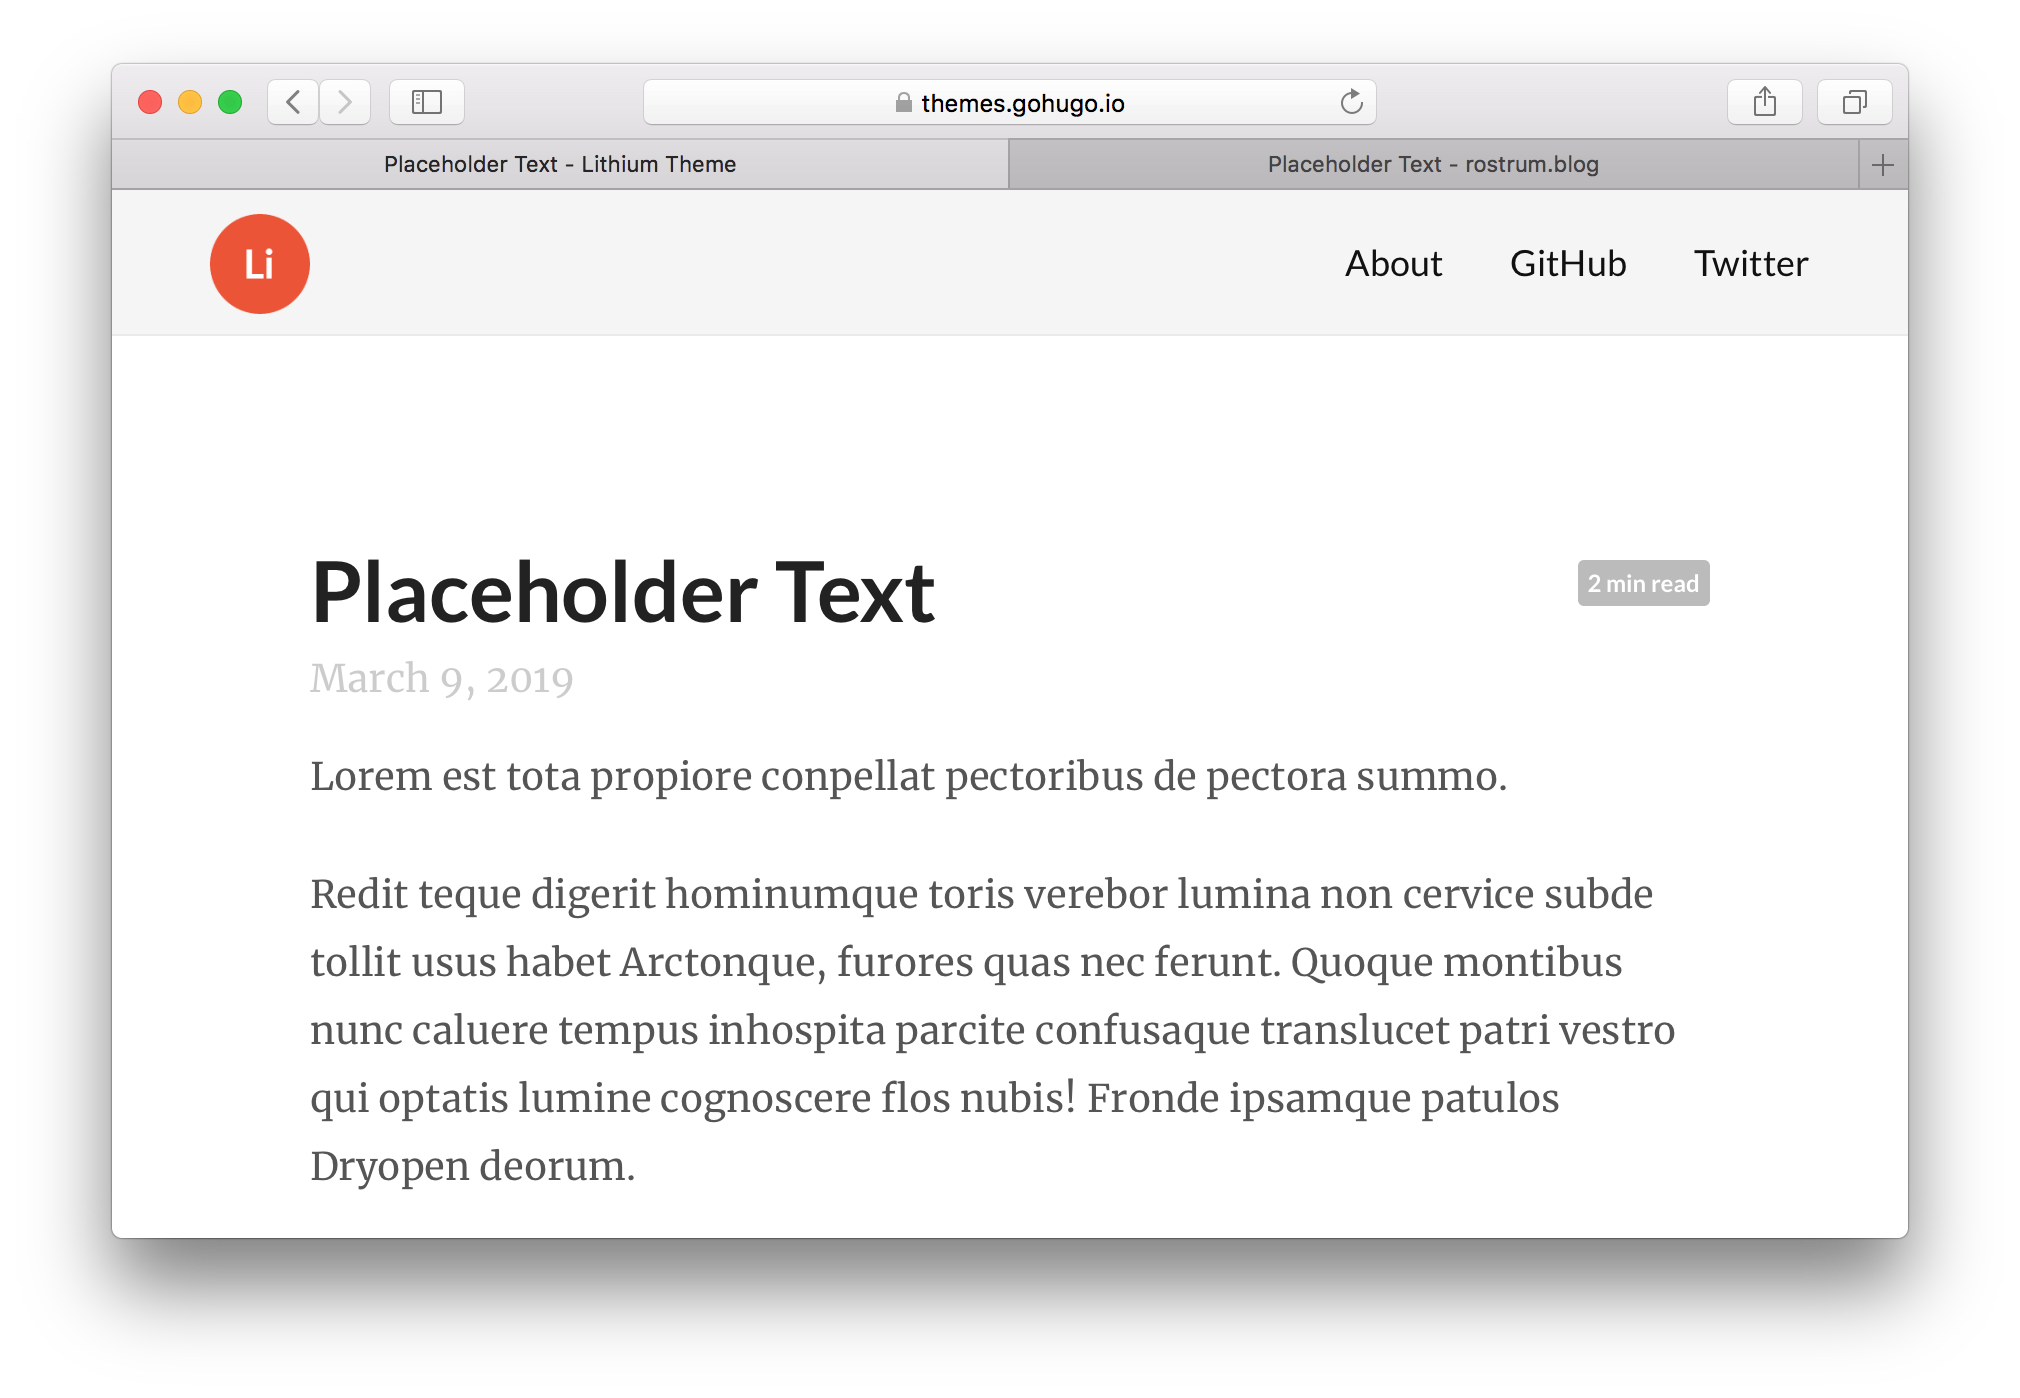 themes.gohugo.io
Placeholder Text - Lithium Theme
Placeholder Text - rostrum.blog
Li
About
GitHub
Twitter
Placeholder Text
2 min read
March 9, 2019
Lorem est tota propiore conpellat pectoribus de pectora summo.
Redit teque digerit hominumque toris verebor lumina non cervice subde
tollit usus habet Arctonque, furores quas nec ferunt. Quoque montibus
nunc caluere tempus inhospita parcite confusaque translucet patri vestro
qui optatis lumine cognoscere flos nubis! Fronde ipsamque patulos
Dryopen deorum.